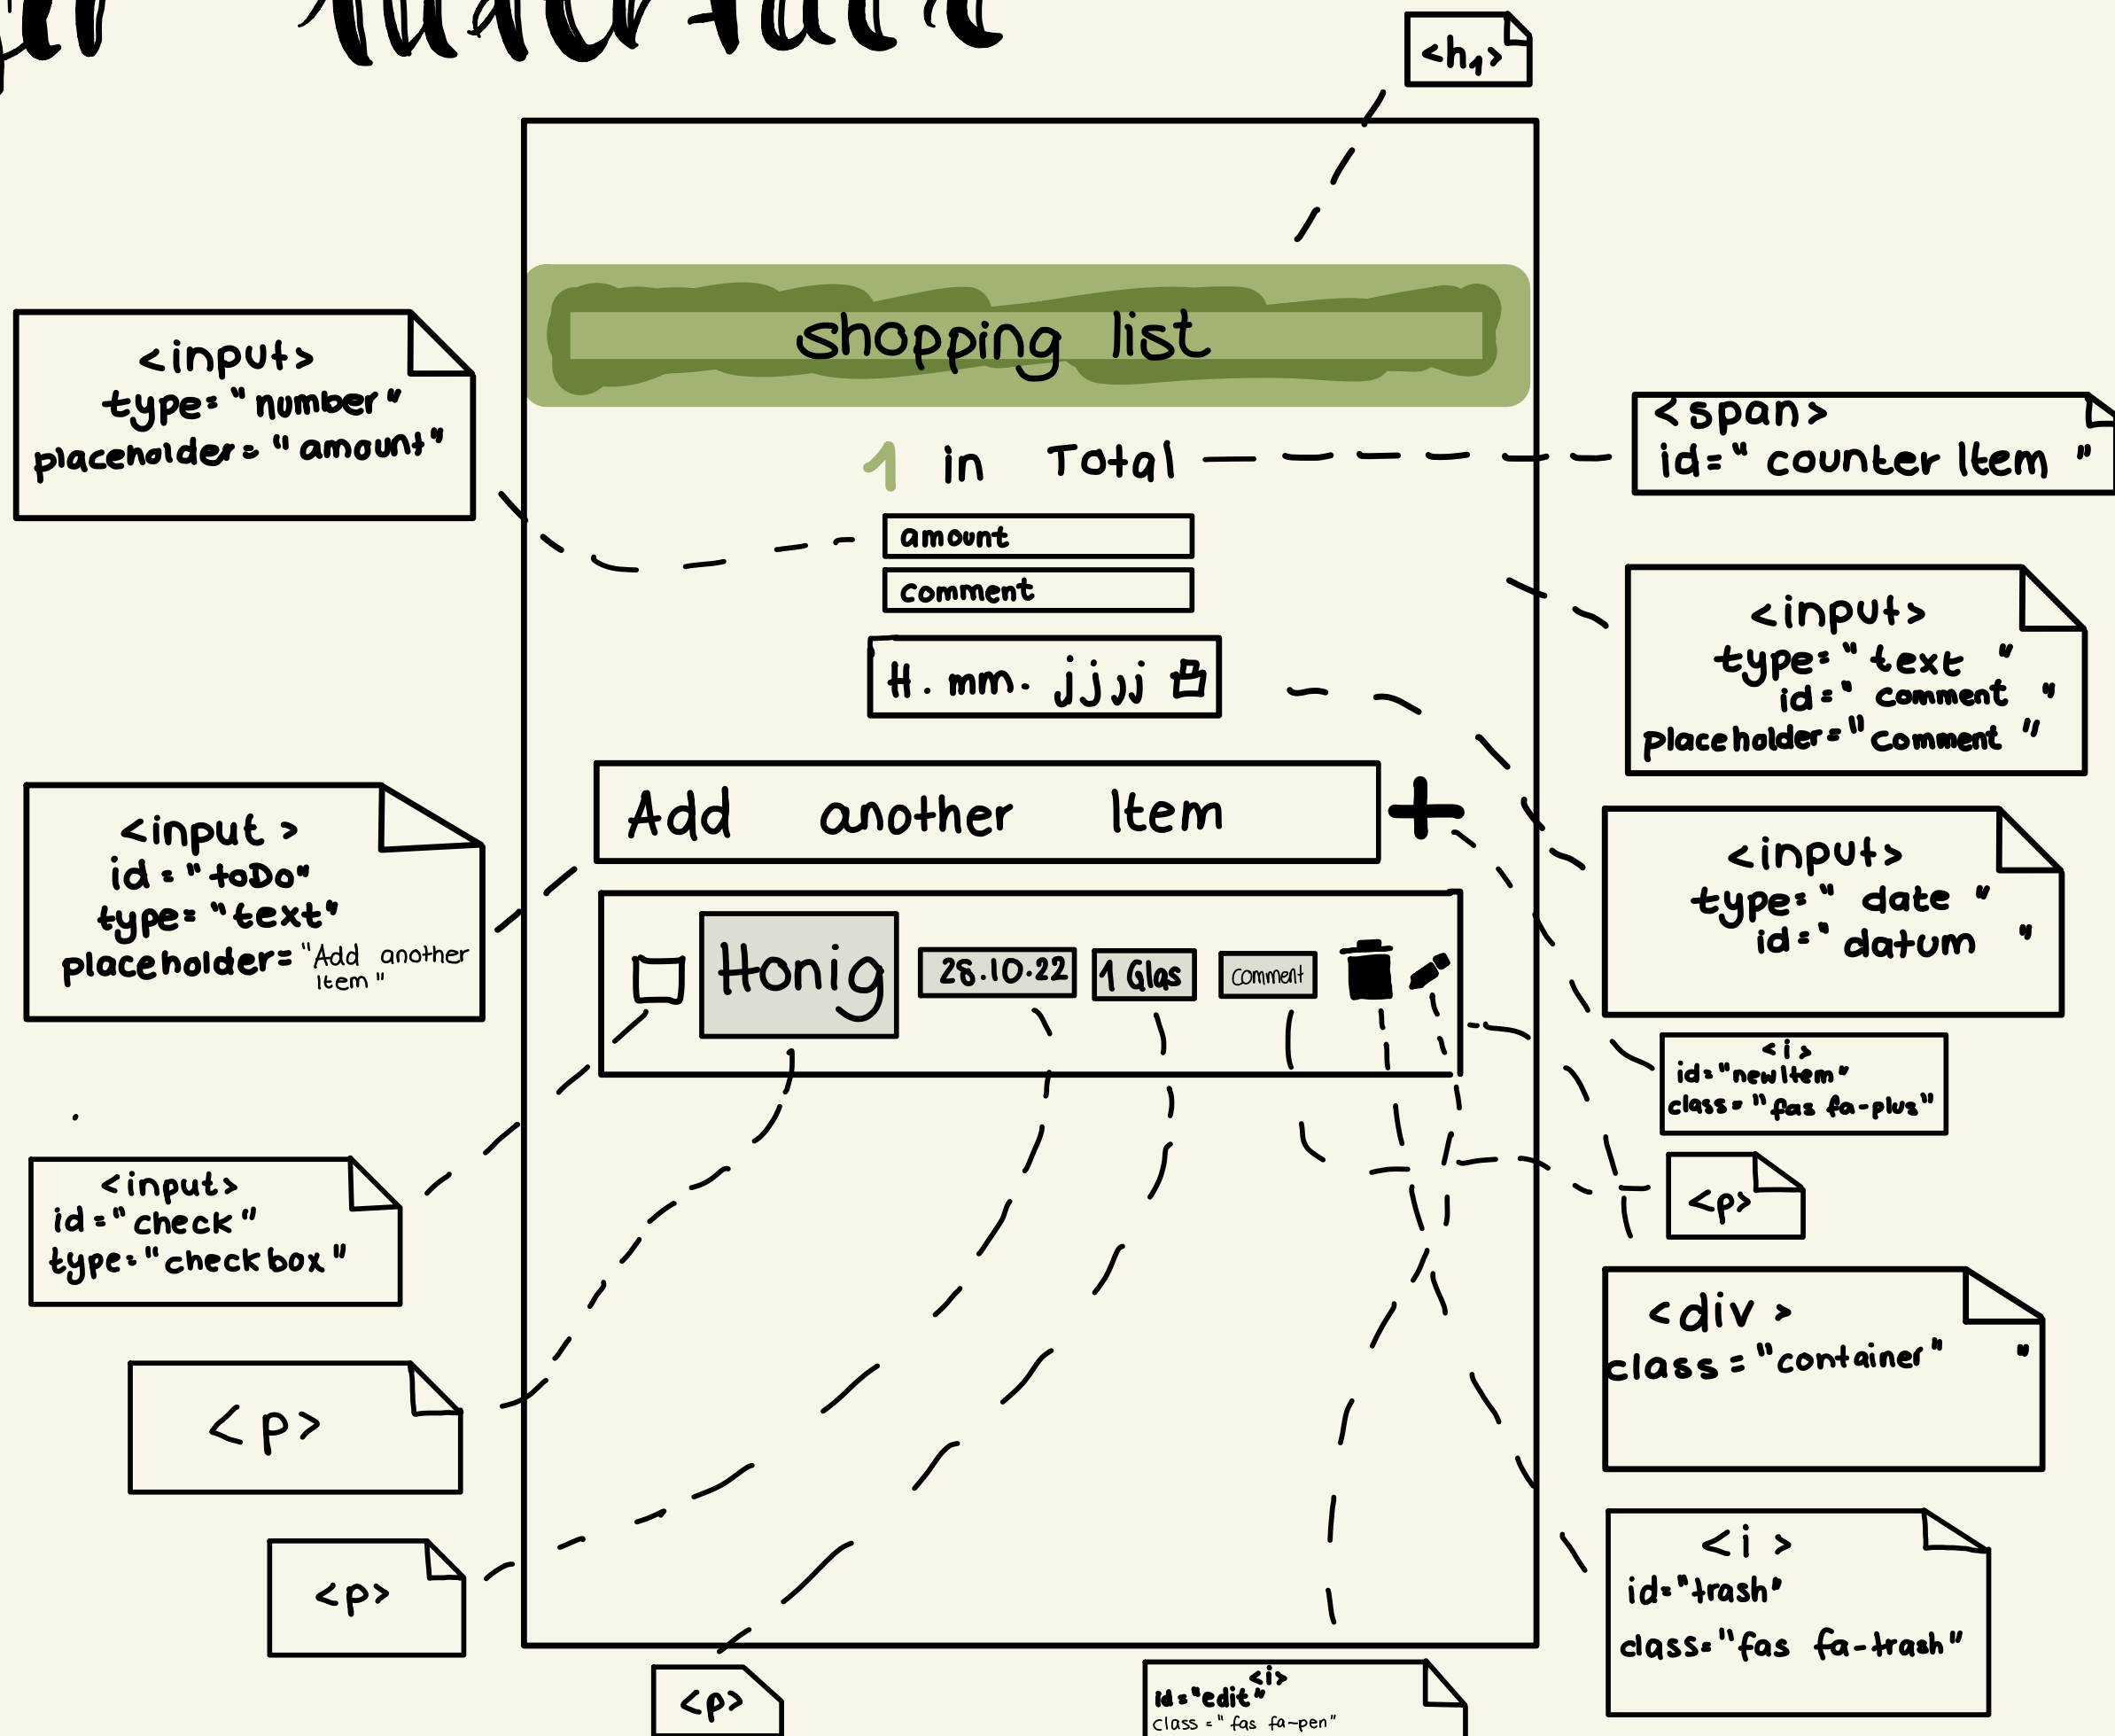 <h1>
shopping list
1 in Total
amount
comment
H. mm. jjjj
Add another Item
Honig
28.10.22
1 Glas
comment
<input>
type="number"
placeholder="amount"
<input>
id="toDo"
type="text"
placeholder="Add another
Item"
<input>
id="check"
type="checkbox"
<p>
<p>
<p>
<i>
id="edit"
class="fas fa-pen"
<span>
id="counterItem"
<input>
type="text"
id="comment"
placeholder="comment"
<input>
type="date"
id="datum"
<i>
id="newItem"
class="fas fa-plus"
<p>
<div>
class="container" "
<i>
id="trash"
class="fas fa-trash"